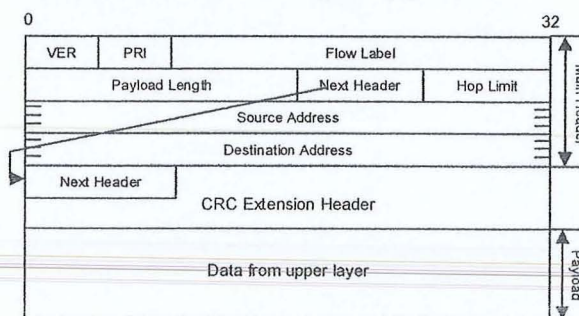 0 32
VER PRI Flow Label
Payload Length Next Header Hop Limit
Source Address
Destination Address
Next Header
CRC Extension Header
Data from upper layer
Payload